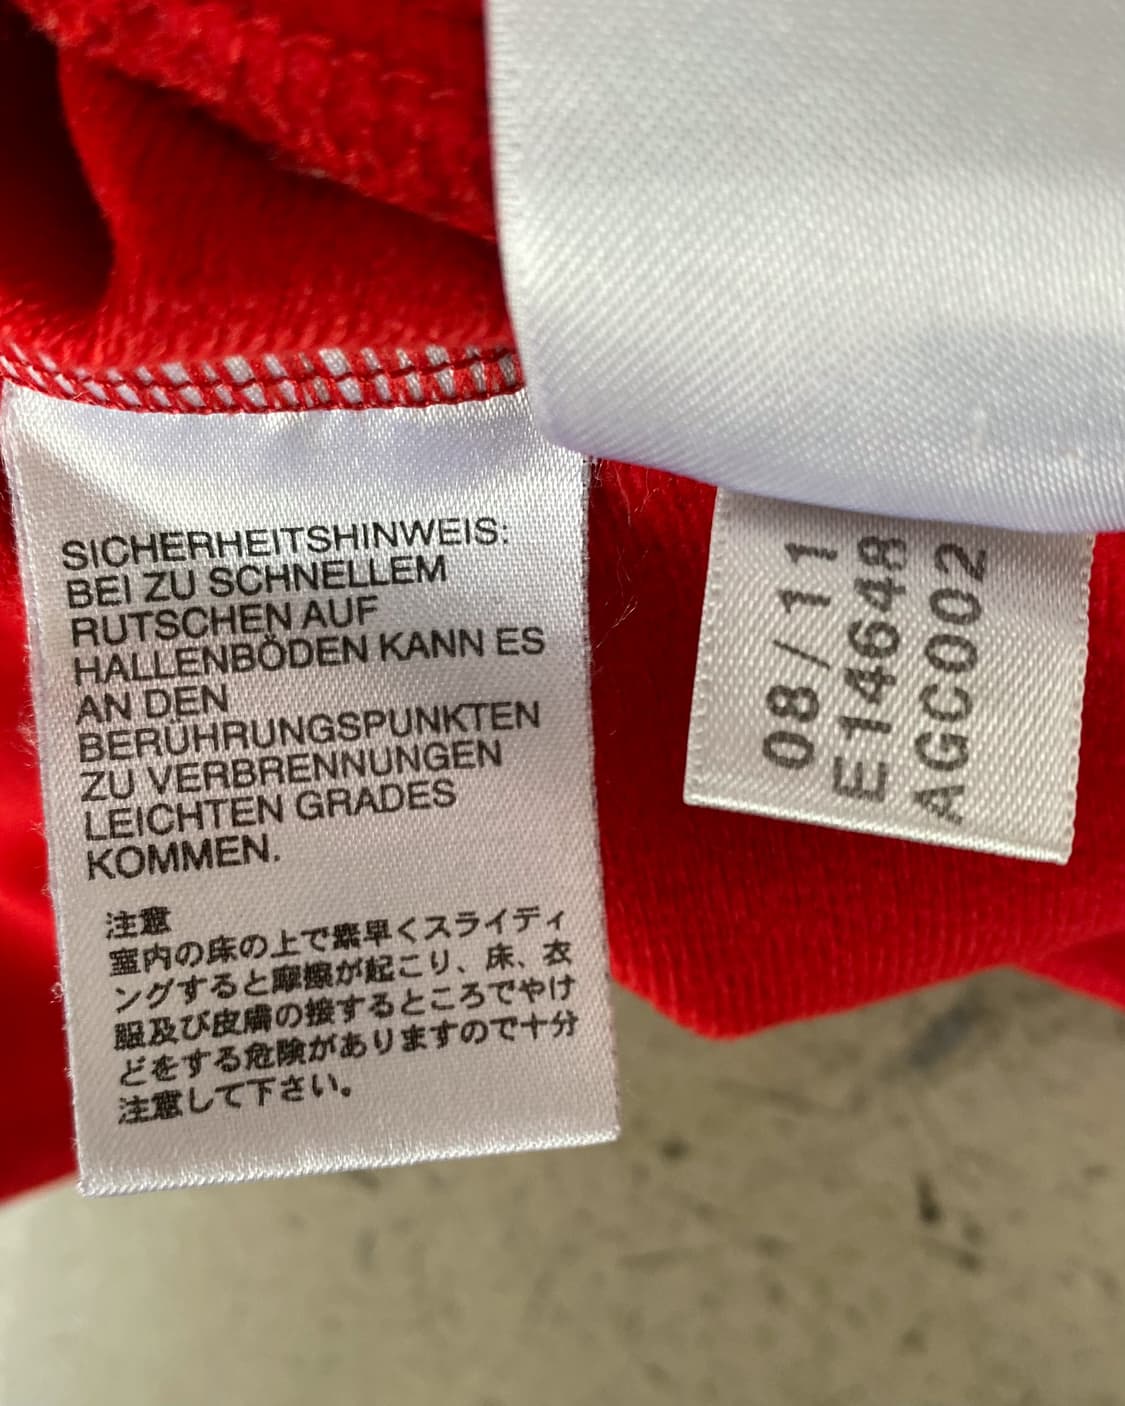 SICHERHEITSHINWEIS:
BEI ZU SCHNELLEM
RUTSCHEN AUF
HALLENBÖDEN KANN ES
AN DEN
BERÜHRUNGSPUNKTEN
ZU VERBRENNUNGEN
LEICHTEN GRADES
KOMMEN.
注意
室内の床の上で素早くスライディ
ングすると摩擦が起こり、床、衣
服及び皮膚の接するところでやけ
どをする危険がありますので十分
注意して下さい。
08/11
E14648
AGC002